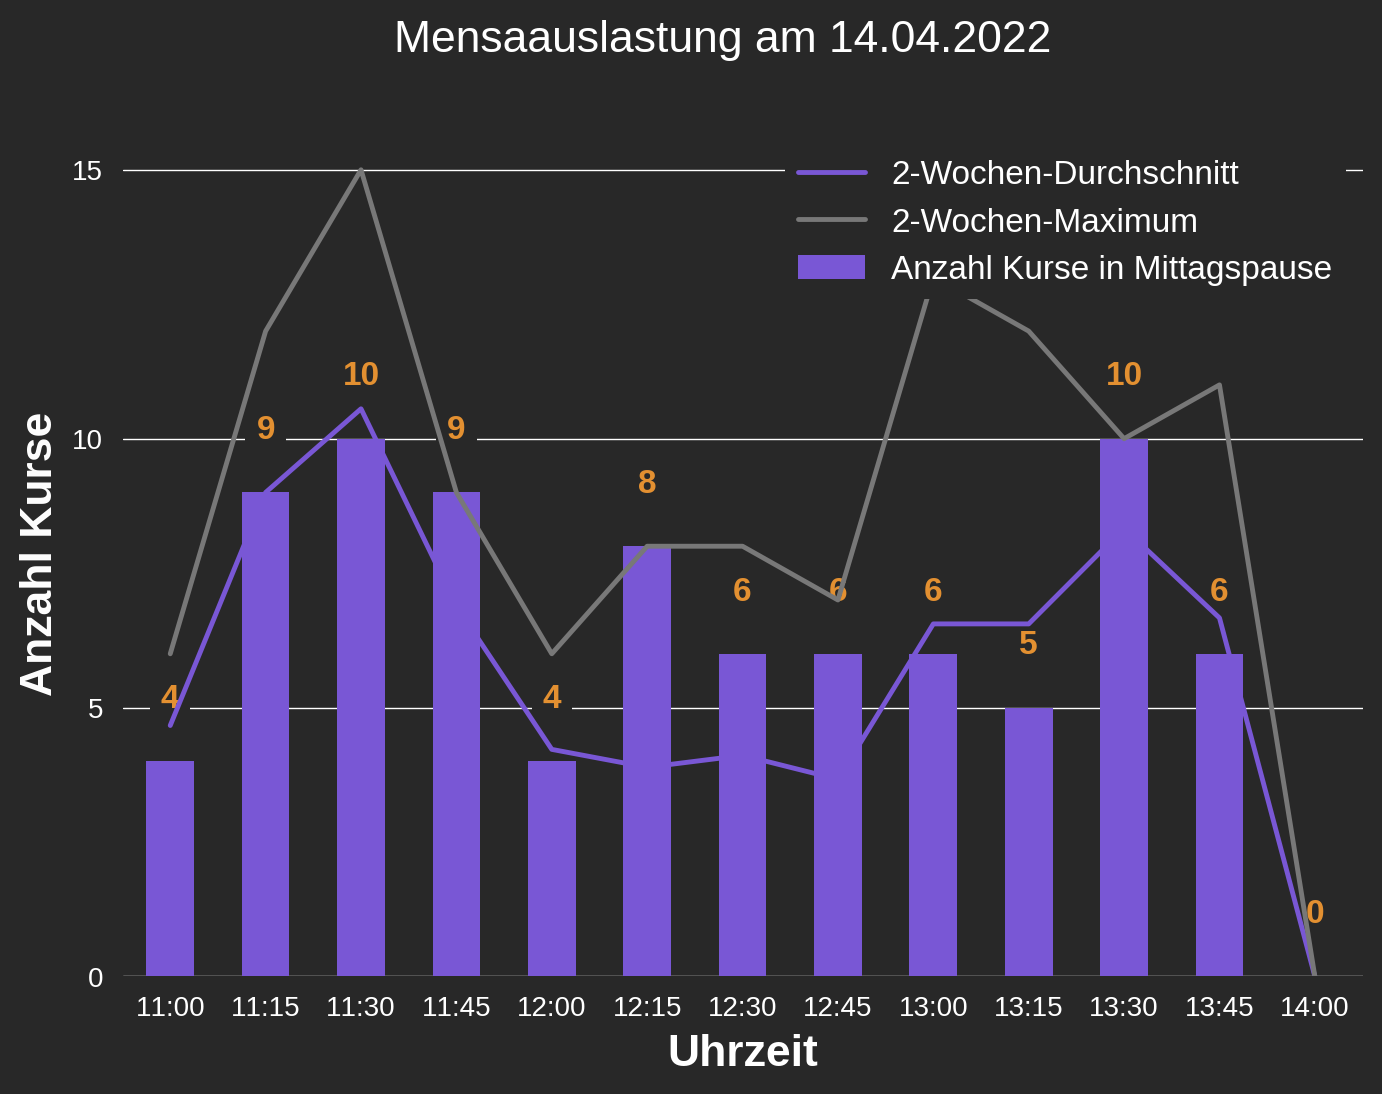 Mensaauslastung am 14.04.2022
2-Wochen-Durchschnitt
2-Wochen-Maximum
Anzahl Kurse in Mittagspause
Anzahl Kurse
15
10
5
0
4
9
10
9
4
8
6
6
6
5
10
6
0
11:00 11:15 11:30 11:45 12:00 12:15 12:30 12:45 13:00 13:15 13:30 13:45 14:00
Uhrzeit